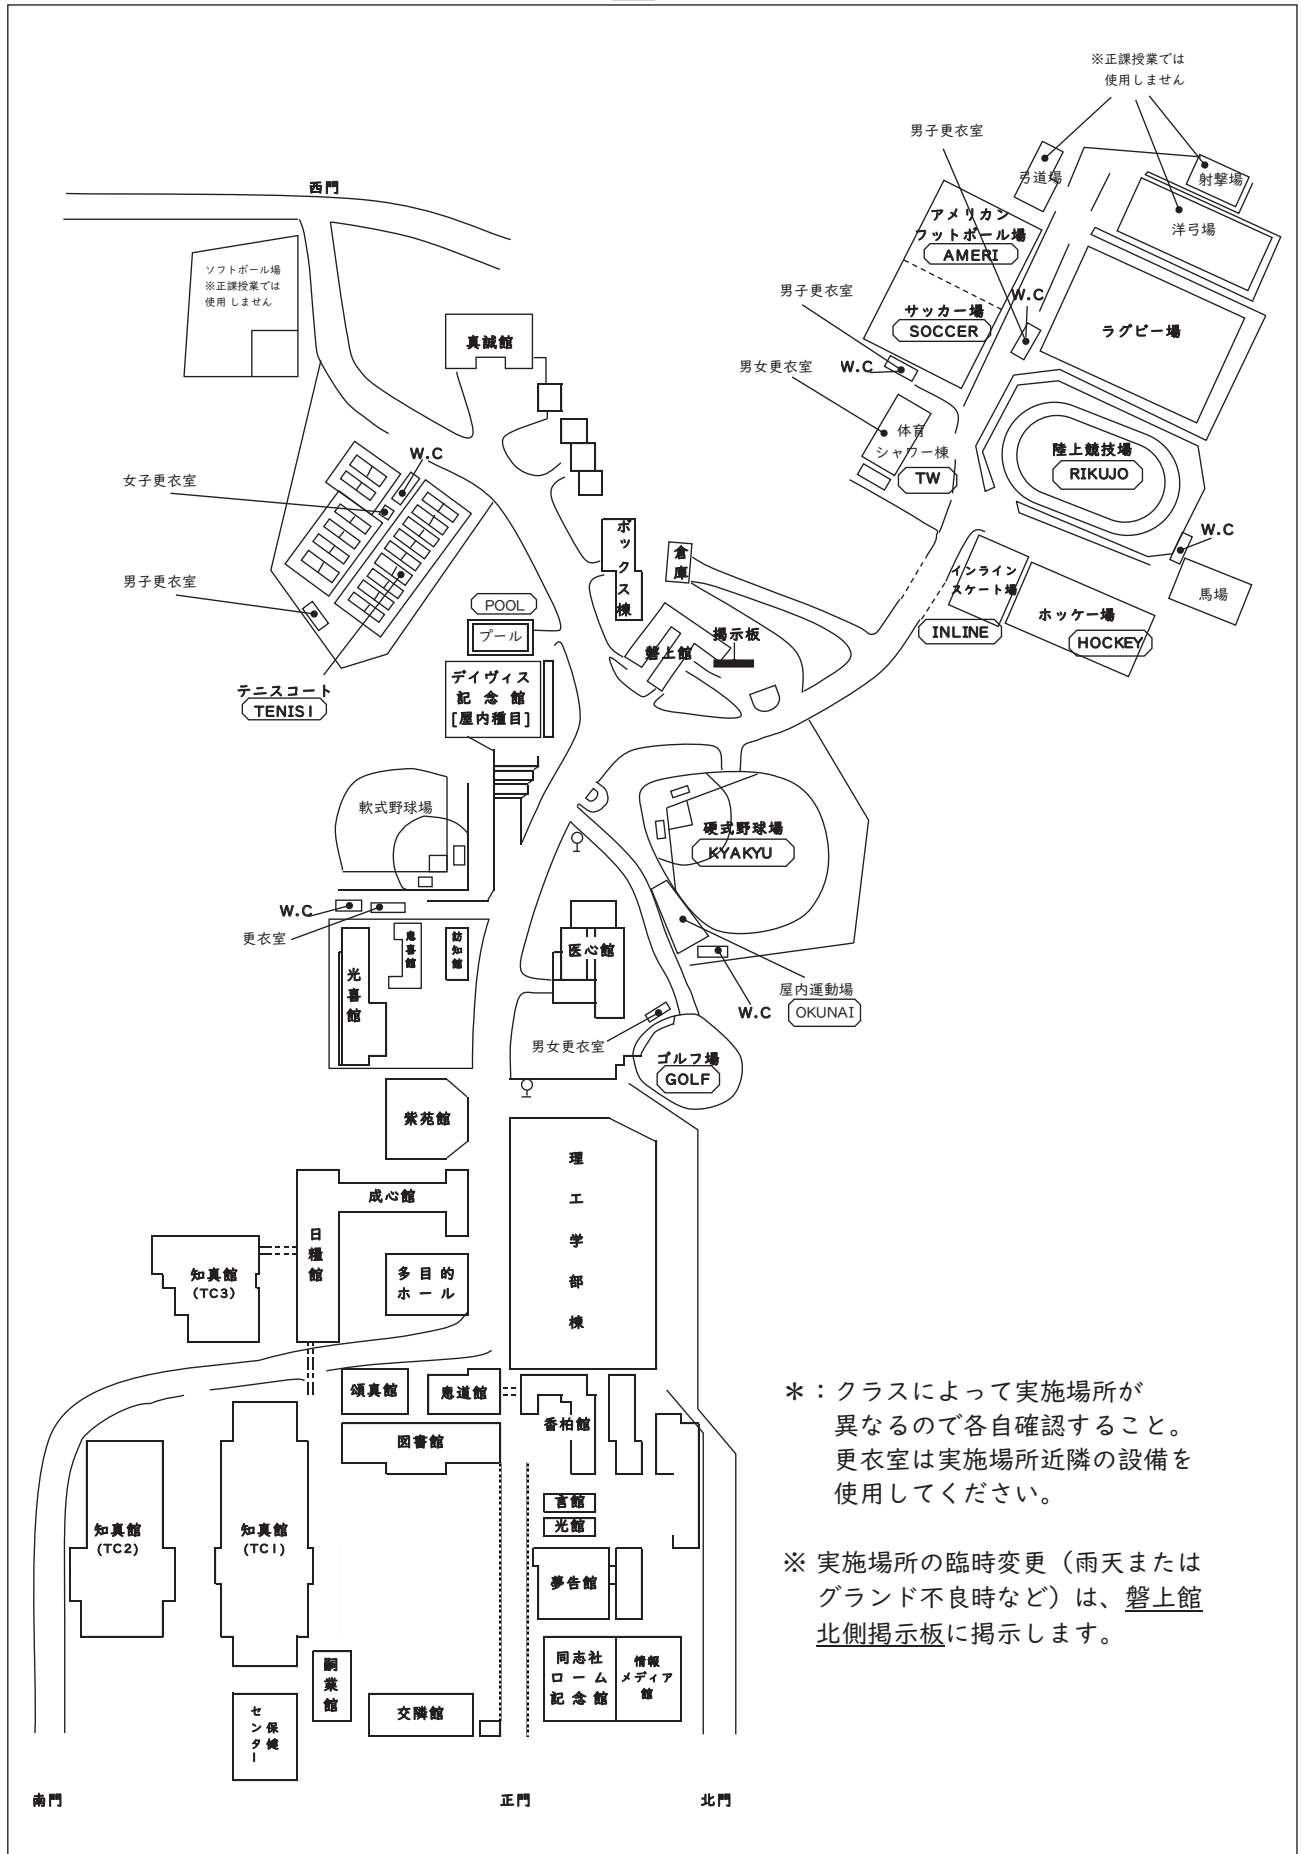 ※正課授業では
使用しません
男子更衣室
弓道場
射撃場
洋弓場
西門
アメリカン
フットボール場
AMERI
ソフトボール場
※正課授業では
使用 しません
男子更衣室
W.C
サッカー場
SOCCER
ラグビー場
真誠館
男女更衣室
W.C
体育
シャワー棟
TW
陸上競技場
RIKUJO
W.C
女子更衣室
W.C
ボックス棟
倉庫
インライン
スケート場
INLINE
馬場
男子更衣室
POOL
プール
ホッケー場
HOCKEY
掲示板
磐上館
デイヴィス
記念館
[屋内種目]
テニスコート
TENISI
軟式野球場
硬式野球場
KYAKYU
W.C
更衣室
恵喜館
訪知館
光喜館
医心館
屋内運動場
OKUNAI
W.C
男女更衣室
ゴルフ場
GOLF
紫苑館
理工学部棟
成心館
日糧館
知真館
(TC3)
多目的
ホール
頌真館
恵道館
香柏館
図書館
＊：クラスによって実施場所が
異なるので各自確認すること。
更衣室は実施場所近隣の設備を
使用してください。
言館
光館
知真館
(TC2)
知真館
(TC1)
夢告館
※ 実施場所の臨時変更（雨天または
グランド不良時など）は、磐上館
北側掲示板に掲示します。
嗣業館
同志社
ローム
記念館
情報
メディア
館
保健
センター
交隣館
南門
正門
北門